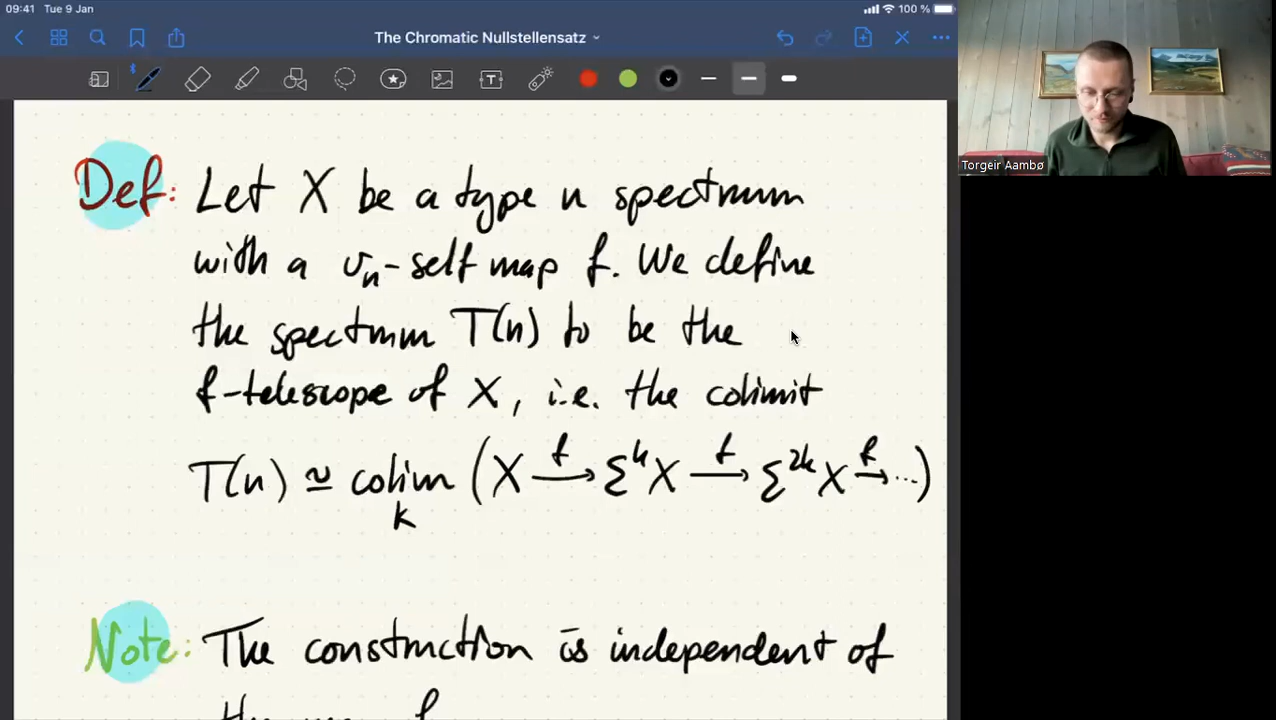 09:41 Tue 9 Jan
100 %
The Chromatic Nullstellensatz
Def: Let X be a type n spectrum
with a vₙ-self map f. We define
the spectrum T(n) to be the
f-telescope of X, i.e. the colimit
T(n) ≃ colim (X →f Σᵏ X →f Σ²ᵏ X →f ...)
k
Note: The construction is independent of
Torgeir Aambø